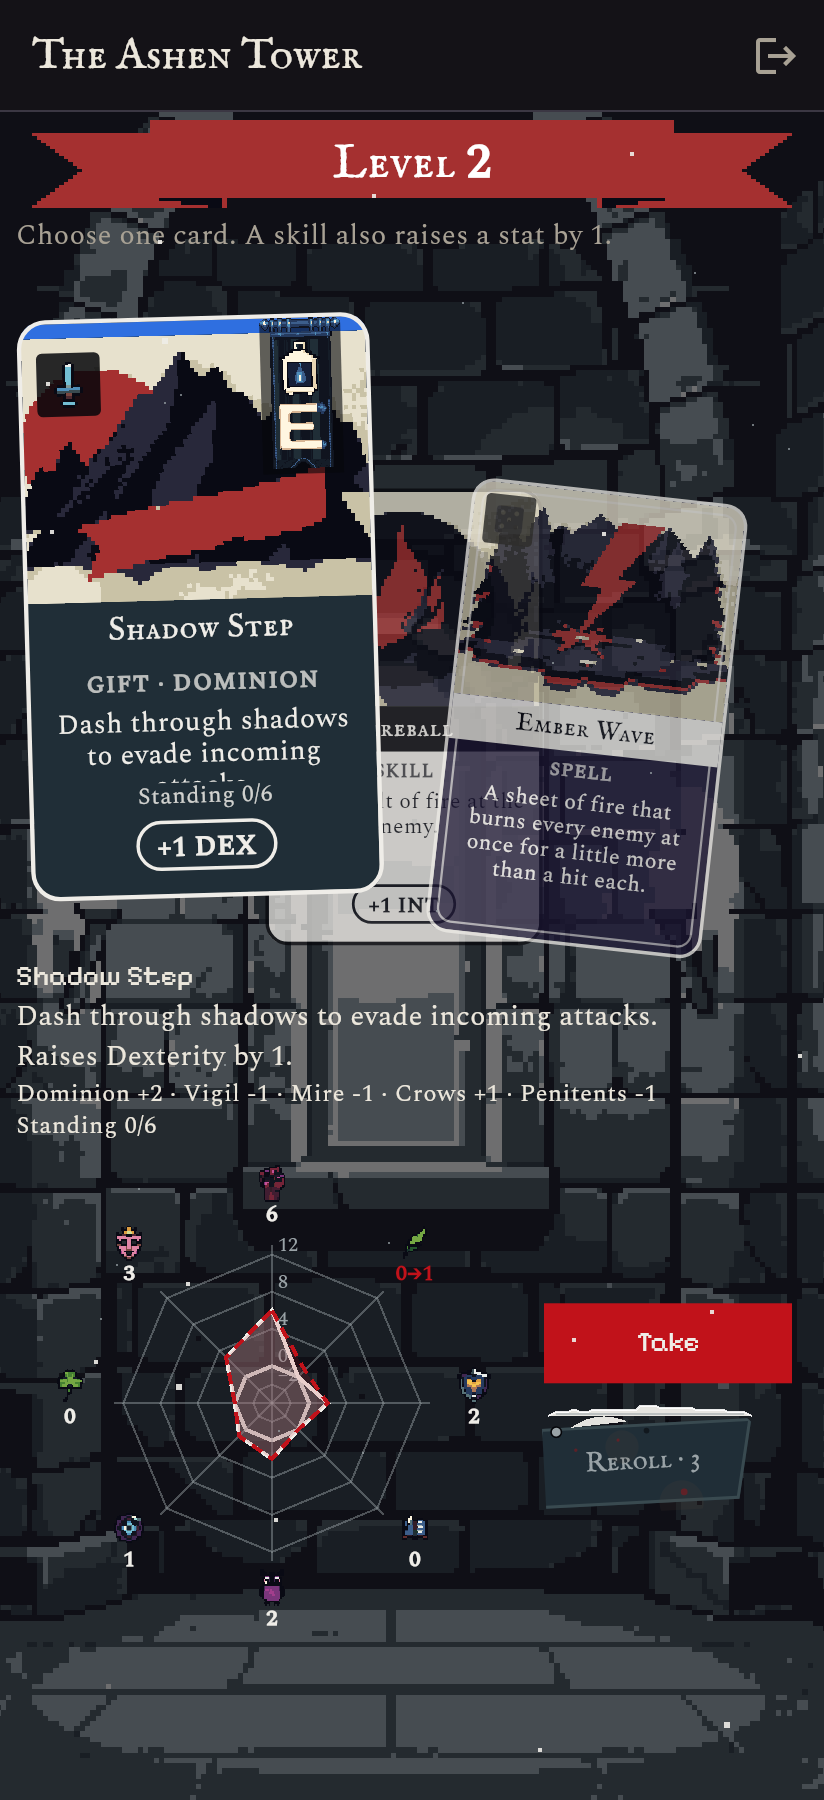 The Ashen Tower
Level 2
Choose one card. A skill also raises a stat by 1.
E
Shadow Step
GIFT · DOMINION
Dash through shadows
to evade incoming
Standing 0/6
+1 DEX
REBALL
SKILL
t of fire at the
nemy.
+1 INT
Ember Wave
SPELL
A sheet of fire that
burns every enemy at
once for a little more
than a hit each.
Shadow Step
Dash through shadows to evade incoming attacks.
Raises Dexterity by 1.
Dominion +2 · Vigil -1 · Mire -1 · Crows +1 · Penitents -1
Standing 0/6
6
3
0→1
12
8
4
0
0
2
1
0
2
Take
Reroll · 3